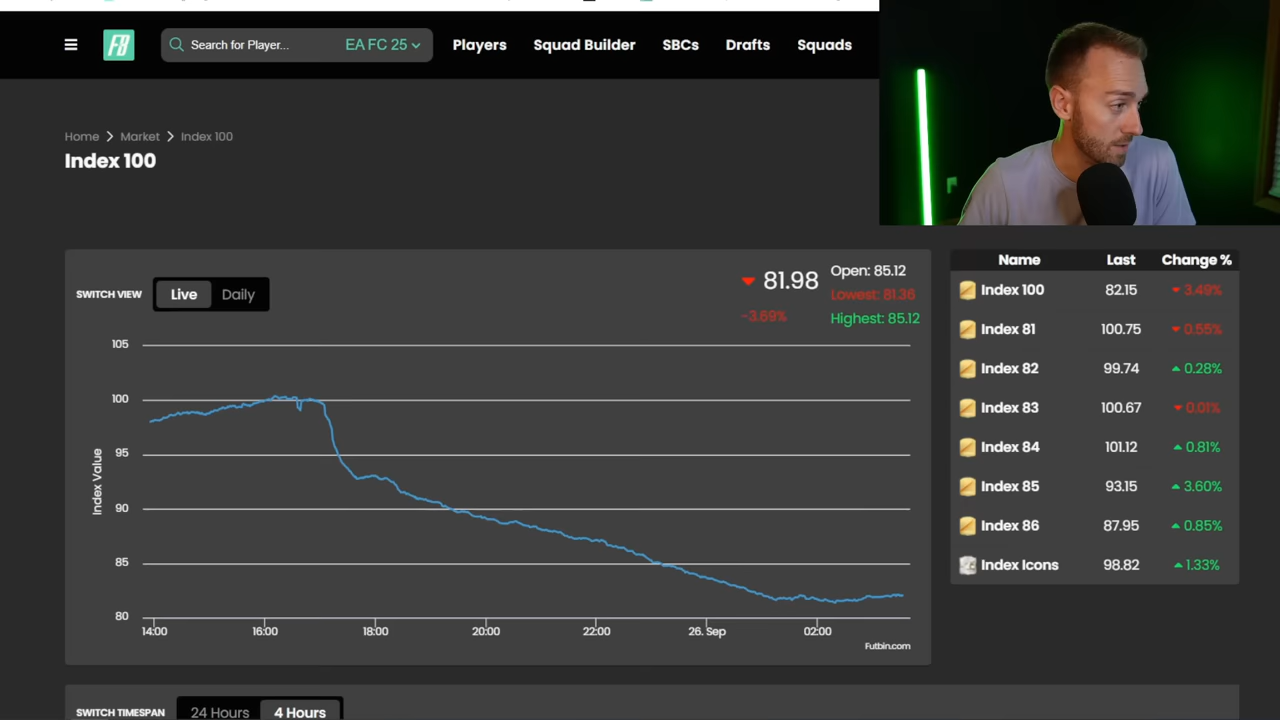 Search for Player... EA FC 25 Players Squad Builder SBCs Drafts Squads
Home Market Index 100
Index 100
SWITCH VIEW Live Daily
81.98
-3.69%
Open: 85.12
Lowest: 81.36
Highest: 85.12
Index Value
105
100
95
90
85
80
14:00 16:00 18:00 20:00 22:00 26. Sep 02:00
Futbin.com
Name Last Change %
Index 100 82.15 3.49%
Index 81 100.75 0.55%
Index 82 99.74 0.28%
Index 83 100.67 0.01%
Index 84 101.12 0.81%
Index 85 93.15 3.60%
Index 86 87.95 0.85%
Index Icons 98.82 1.33%
SWITCH TIMESPAN 24 Hours 4 Hours